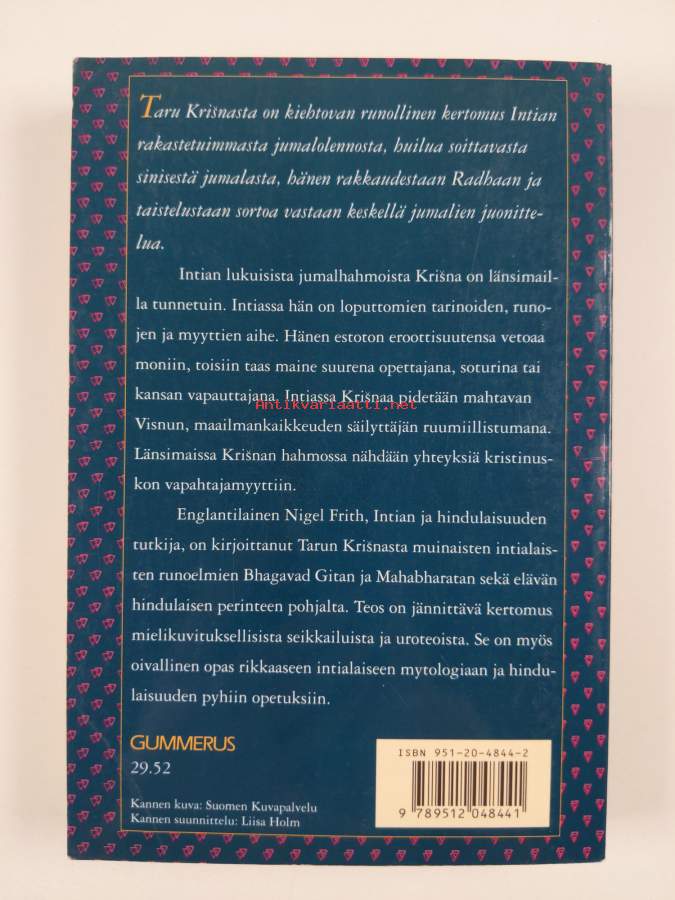 Taru Krišnasta on kiehtovan runollinen kertomus Intian
rakastetuimmasta jumalolennosta, huilua soittavasta
sinisestä jumalasta, hänen rakkaudestaan Radhaan ja
taistelustaan sortoa vastaan keskellä jumalien juonitte-
lua.
Intian lukuisista jumalhahmoista Krišna on länsimail-
la tunnetuin. Intiassa hän on loputtomien tarinoiden, runo-
jen ja myyttien aihe. Hänen estoton eroottisuutensa vetoaa
moniin, toisiin taas maine suurena opettajana, soturina tai
kansan vapauttajana. Intiassa Krišnaa pidetään mahtavan
Antikvariaatti.net
Visnun, maailmankaikkeuden säilyttäjän ruumiillistumana.
Länsimaissa Krišnan hahmossa nähdään yhteyksiä kristinus-
kon vapahtajamyyttiin.
Englantilainen Nigel Frith, Intian ja hindulaisuuden
tutkija, on kirjoittanut Tarun Krišnasta muinaisten intialais-
ten runoelmien Bhagavad Gitan ja Mahabharatan sekä elävän
hindulaisen perinteen pohjalta. Teos on jännittävä kertomus
mielikuvituksellisista seikkailuista ja uroteoista. Se on myös
oivallinen opas rikkaaseen intialaiseen mytologiaan ja hindu-
laisuuden pyhiin opetuksiin.
GUMMERUS
29.52
ISBN 951-20-4844-2
9 789512 048441
Kannen kuva: Suomen Kuvapalvelu
Kannen suunnittelu: Liisa Holm